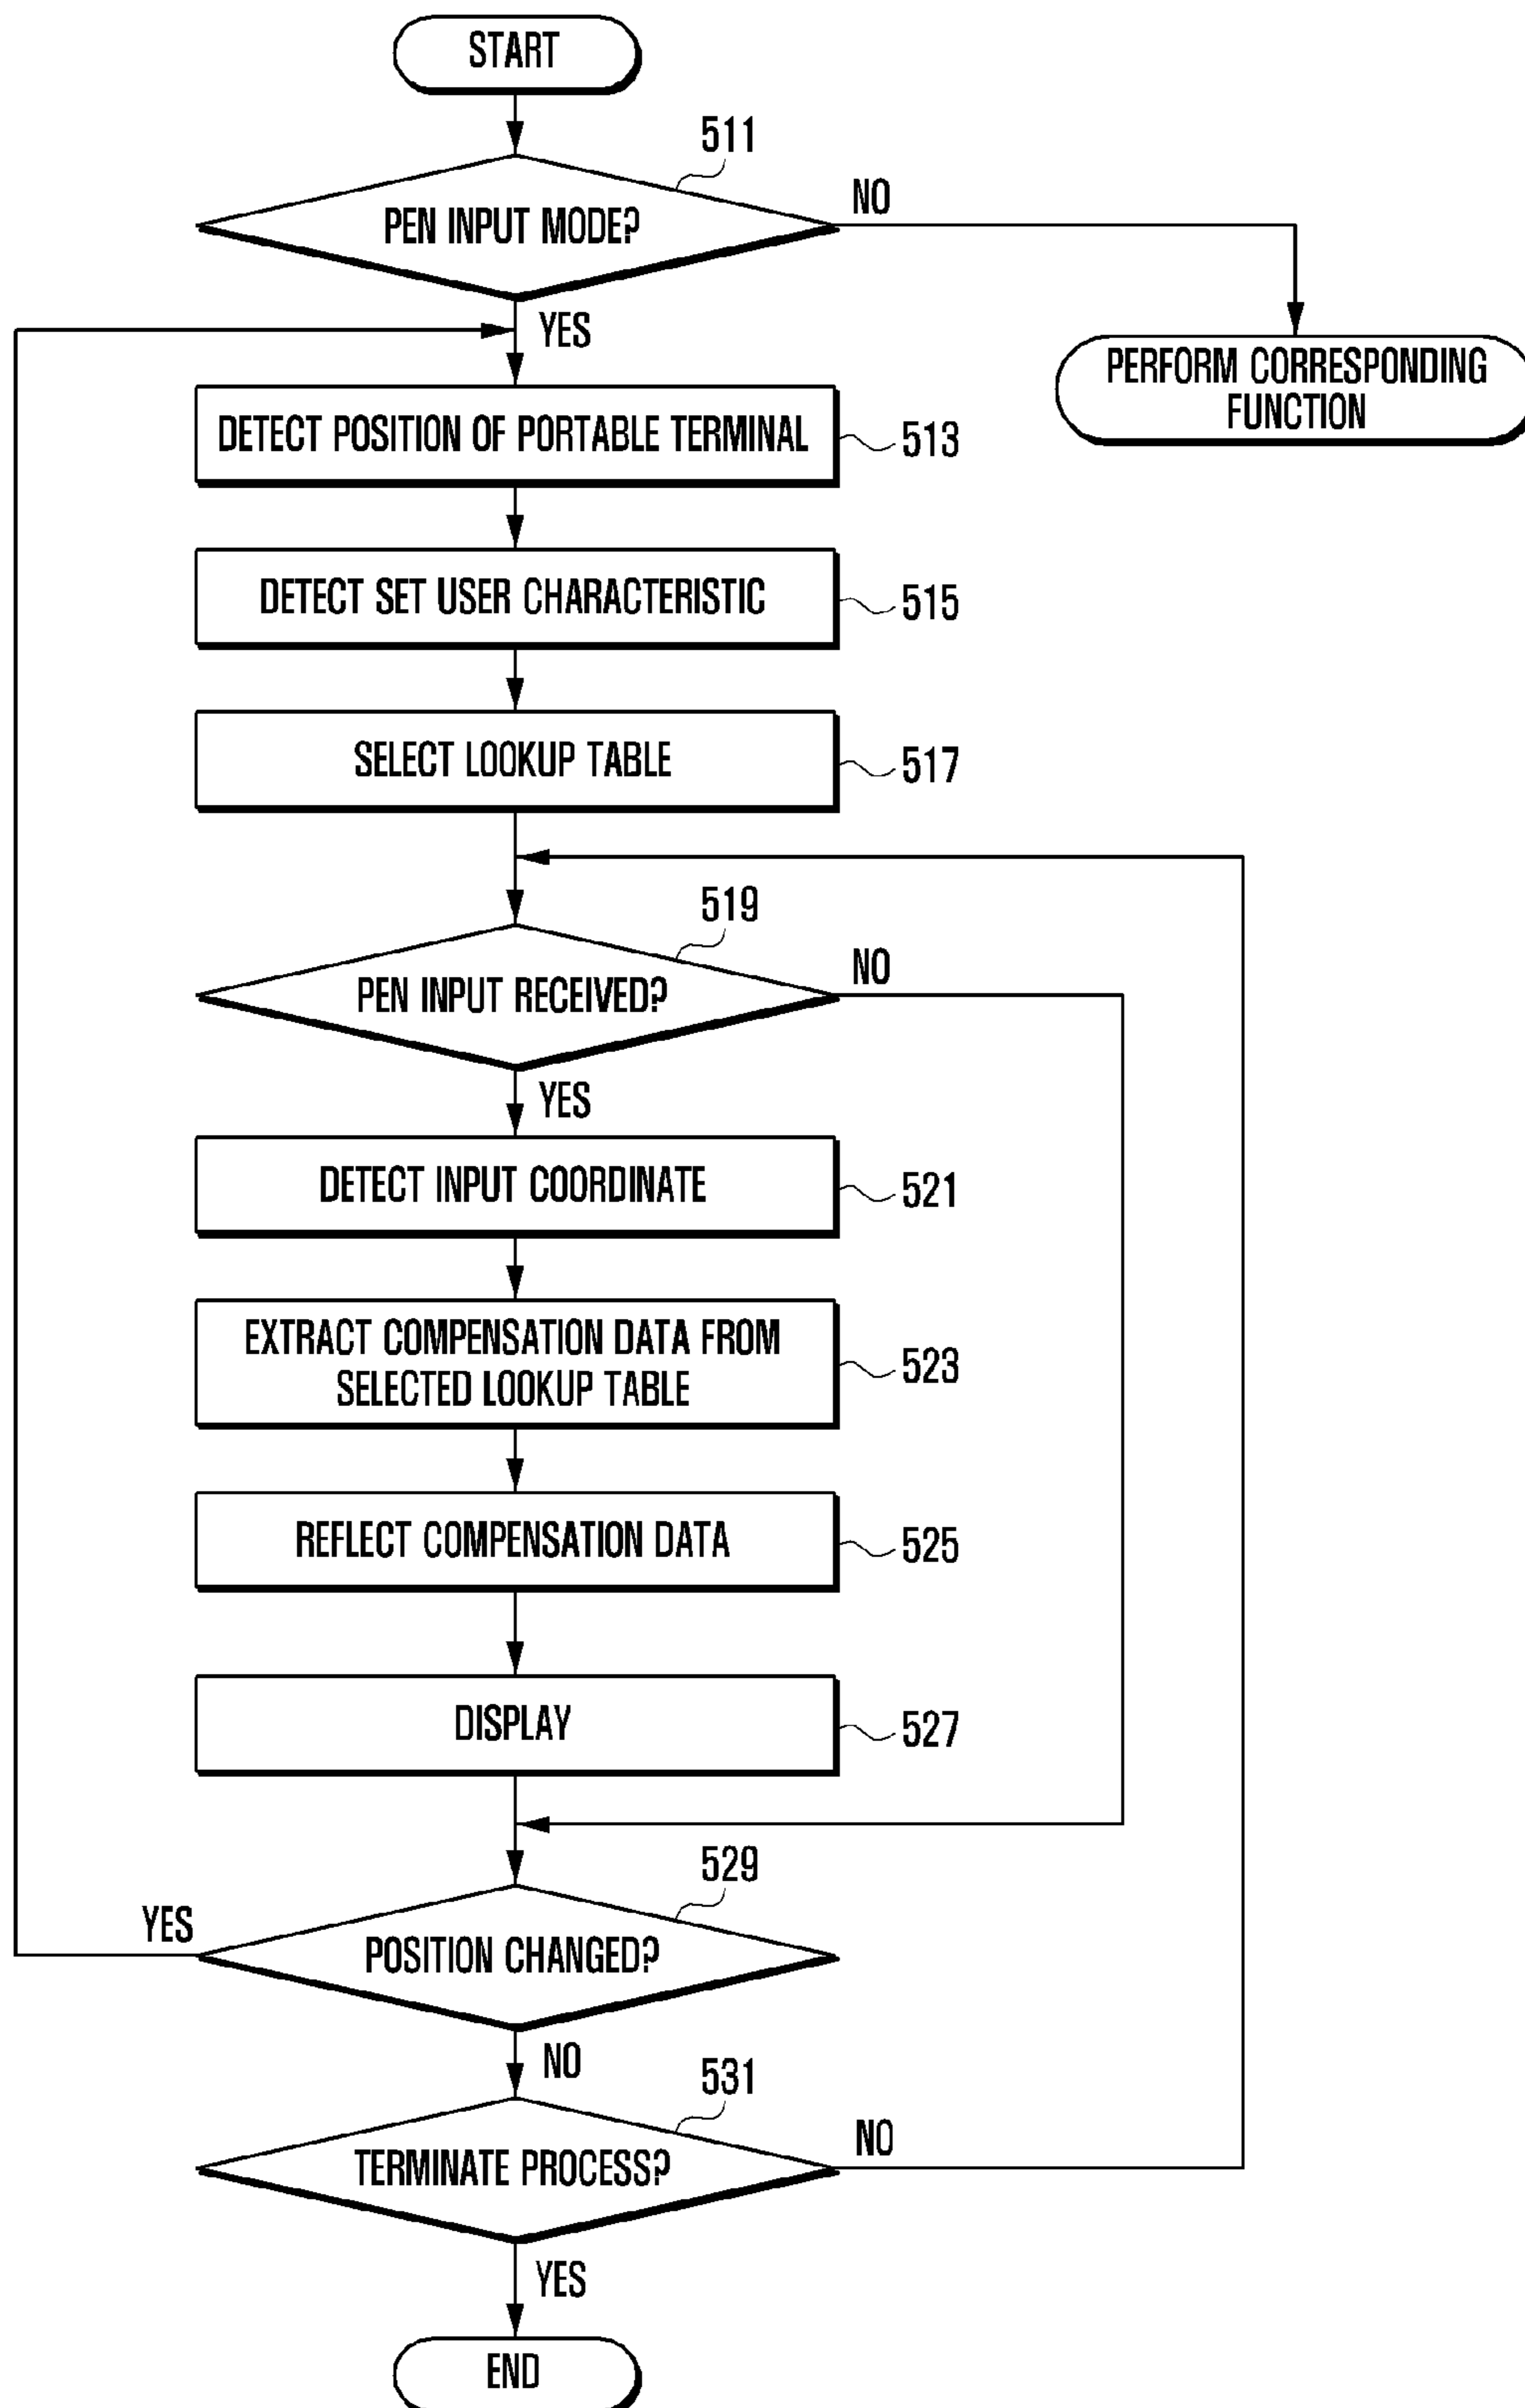 START
511
PEN INPUT MODE?
NO
YES
PERFORM CORRESPONDING
FUNCTION
DETECT POSITION OF PORTABLE TERMINAL
513
DETECT SET USER CHARACTERISTIC
515
SELECT LOOKUP TABLE
517
519
PEN INPUT RECEIVED?
NO
YES
DETECT INPUT COORDINATE
521
EXTRACT COMPENSATION DATA FROM
SELECTED LOOKUP TABLE
523
REFLECT COMPENSATION DATA
525
DISPLAY
527
529
YES
POSITION CHANGED?
NO
531
TERMINATE PROCESS?
NO
YES
END